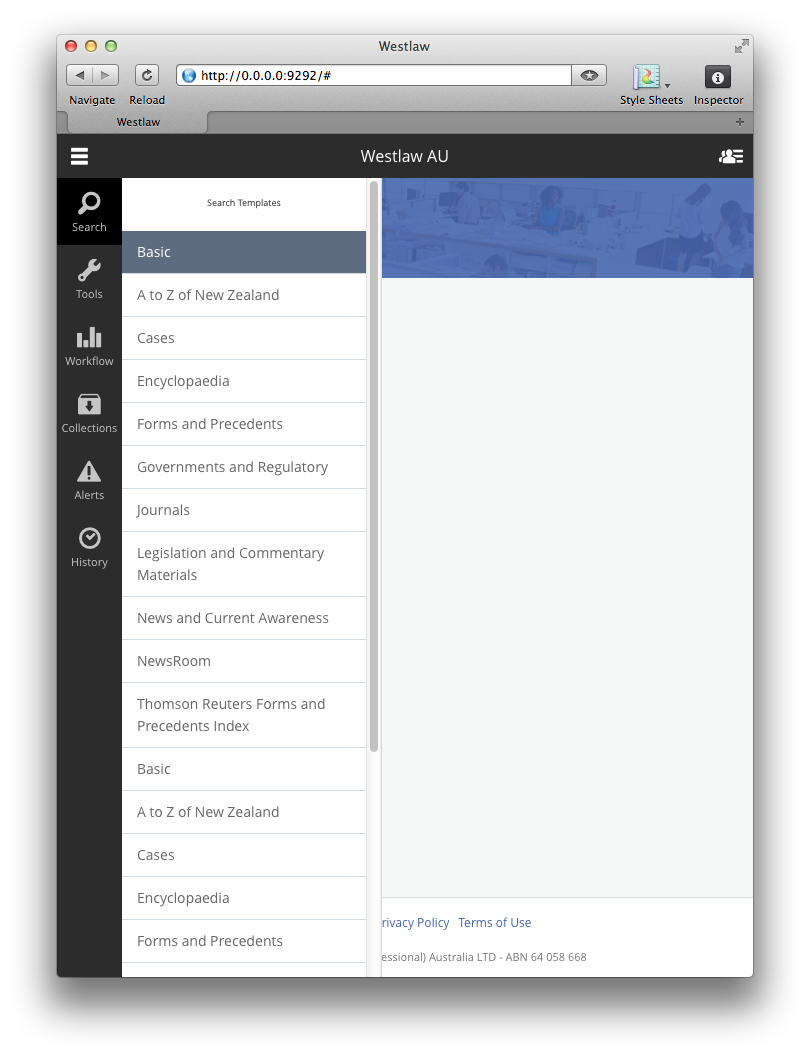 Westlaw
http://0.0.0.0:9292/#
Navigate
Reload
Style Sheets
Inspector
Westlaw
Westlaw AU
Search
Tools
Workflow
Collections
Alerts
History
Search Templates
Basic
A to Z of New Zealand
Cases
Encyclopaedia
Forms and Precedents
Governments and Regulatory
Journals
Legislation and Commentary
Materials
News and Current Awareness
NewsRoom
Thomson Reuters Forms and
Precedents Index
Basic
A to Z of New Zealand
Cases
Encyclopaedia
Forms and Precedents
rivacy Policy Terms of Use
essional) Australia LTD - ABN 64 058 668